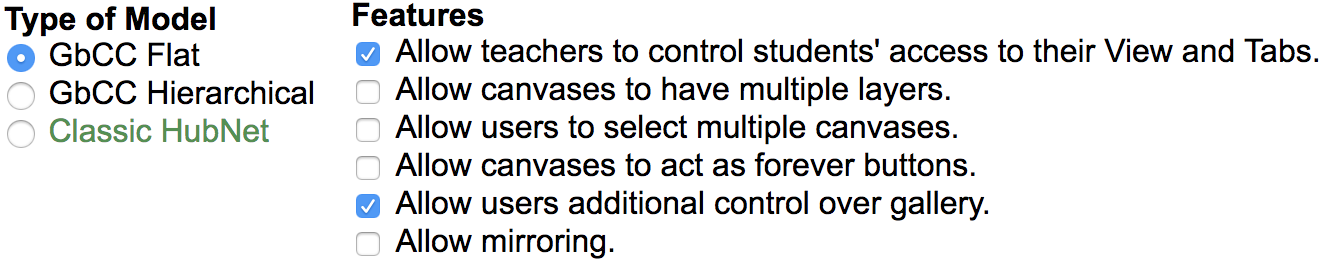 Type of Model
GbCC Flat
GbCC Hierarchical
Classic HubNet
Features
Allow teachers to control students' access to their View and Tabs.
Allow canvases to have multiple layers.
Allow users to select multiple canvases.
Allow canvases to act as forever buttons.
Allow users additional control over gallery.
Allow mirroring.